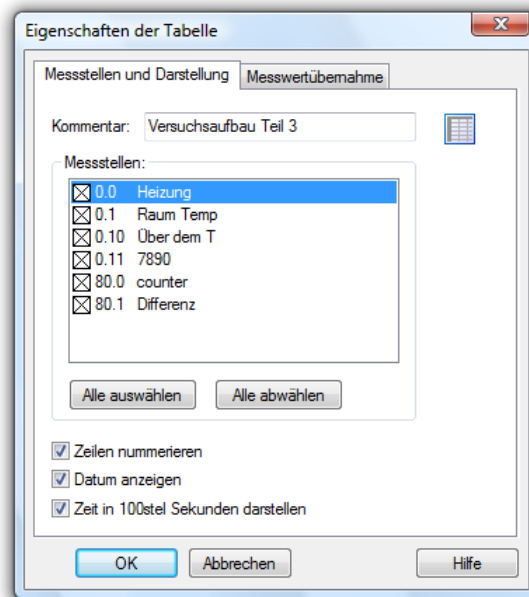 Eigenschaften der Tabelle
Messstellen und Darstellung Messwertübernahme
Kommentar: Versuchsaufbau Teil 3
Messstellen:
0.0 Heizung
0.1 Raum Temp
0.10 Über dem T
0.11 7890
80.0 counter
80.1 Differenz
Alle auswählen Alle abwählen
Zeilen nummerieren
Datum anzeigen
Zeit in 100stel Sekunden darstellen
OK Abbrechen Hilfe